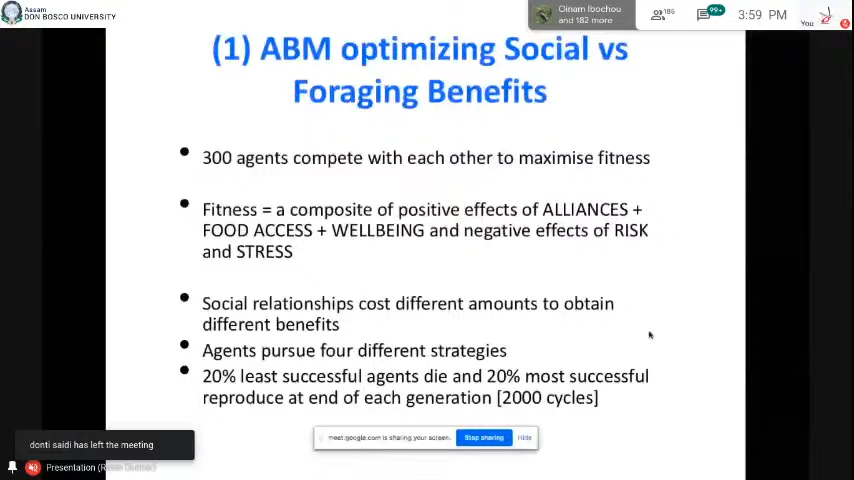 Assam
DON BOSCO UNIVERSITY
Oinam Ibochou
and 182 more
185
99+
3:59 PM
You
(1) ABM optimizing Social vs
Foraging Benefits
• 300 agents compete with each other to maximise fitness
• Fitness = a composite of positive effects of ALLIANCES +
FOOD ACCESS + WELLBEING and negative effects of RISK
and STRESS
• Social relationships cost different amounts to obtain
different benefits
• Agents pursue four different strategies
• 20% least successful agents die and 20% most successful
reproduce at end of each generation [2000 cycles]
meet.google.com is sharing your screen.
Stop sharing
Hide
donti saidi has left the meeting
Presentation